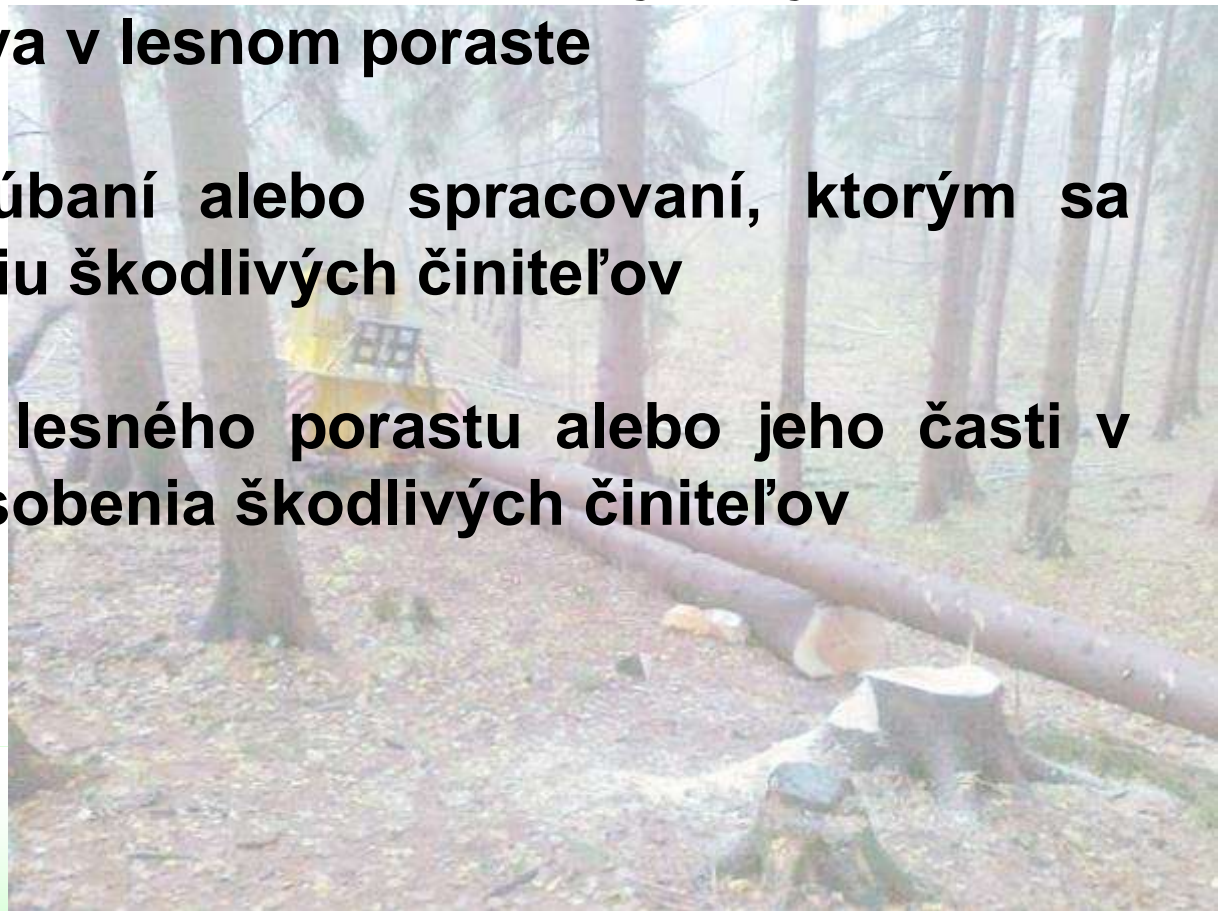 va v lesnom poraste
úbaní alebo spracovaní, ktorým sa
iu škodlivých činiteľov
lesného porastu alebo jeho časti v
sobenia škodlivých činiteľov